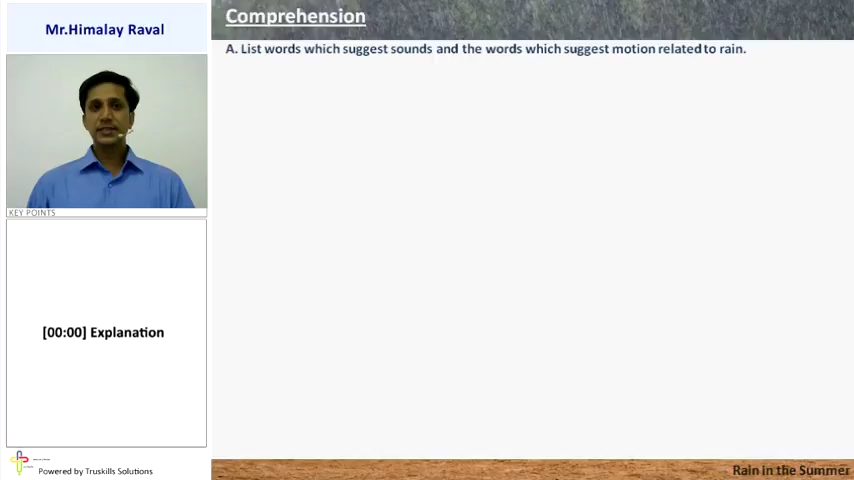 Mr.Himalay Raval
KEY POINTS
[00:00] Explanation
Powered by Truskills Solutions
Comprehension
A. List words which suggest sounds and the words which suggest motion related to rain.
Rain in the Summer